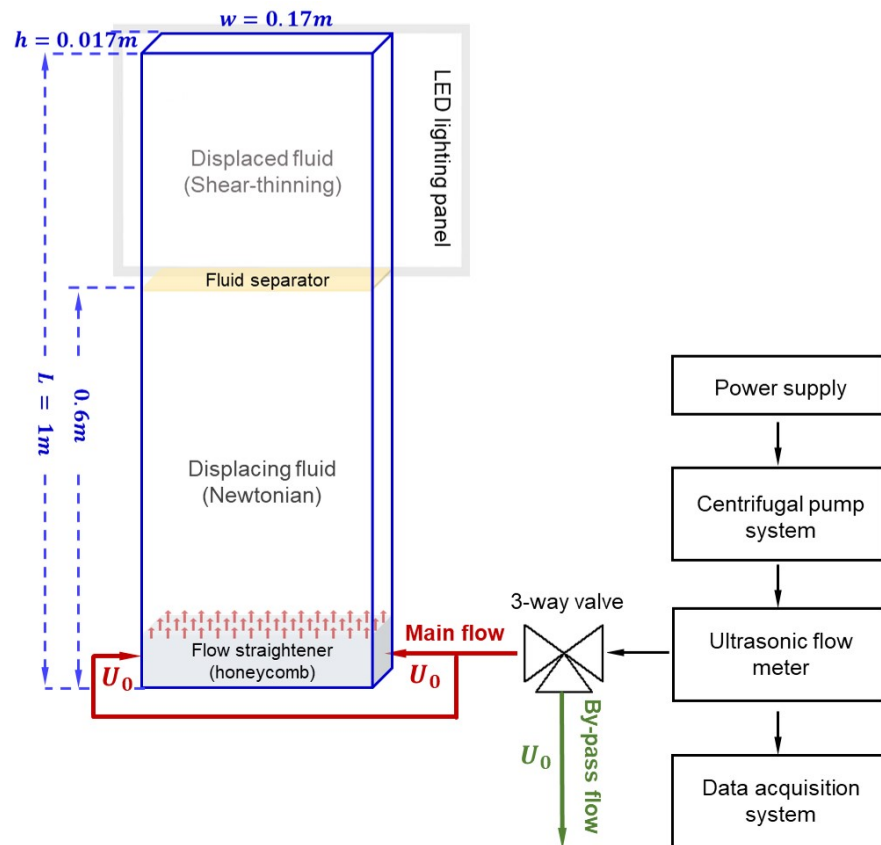 w = 0.17m
h = 0.017m
LED lighting panel
Displaced fluid
(Shear-thinning)
Fluid separator
L = 1m
0.6m
Displacing fluid
(Newtonian)
Flow straightener
(honeycomb)
U0
Main flow
U0
3-way valve
By-pass flow
U0
Power supply
Centrifugal pump
system
Ultrasonic flow
meter
Data acquisition
system